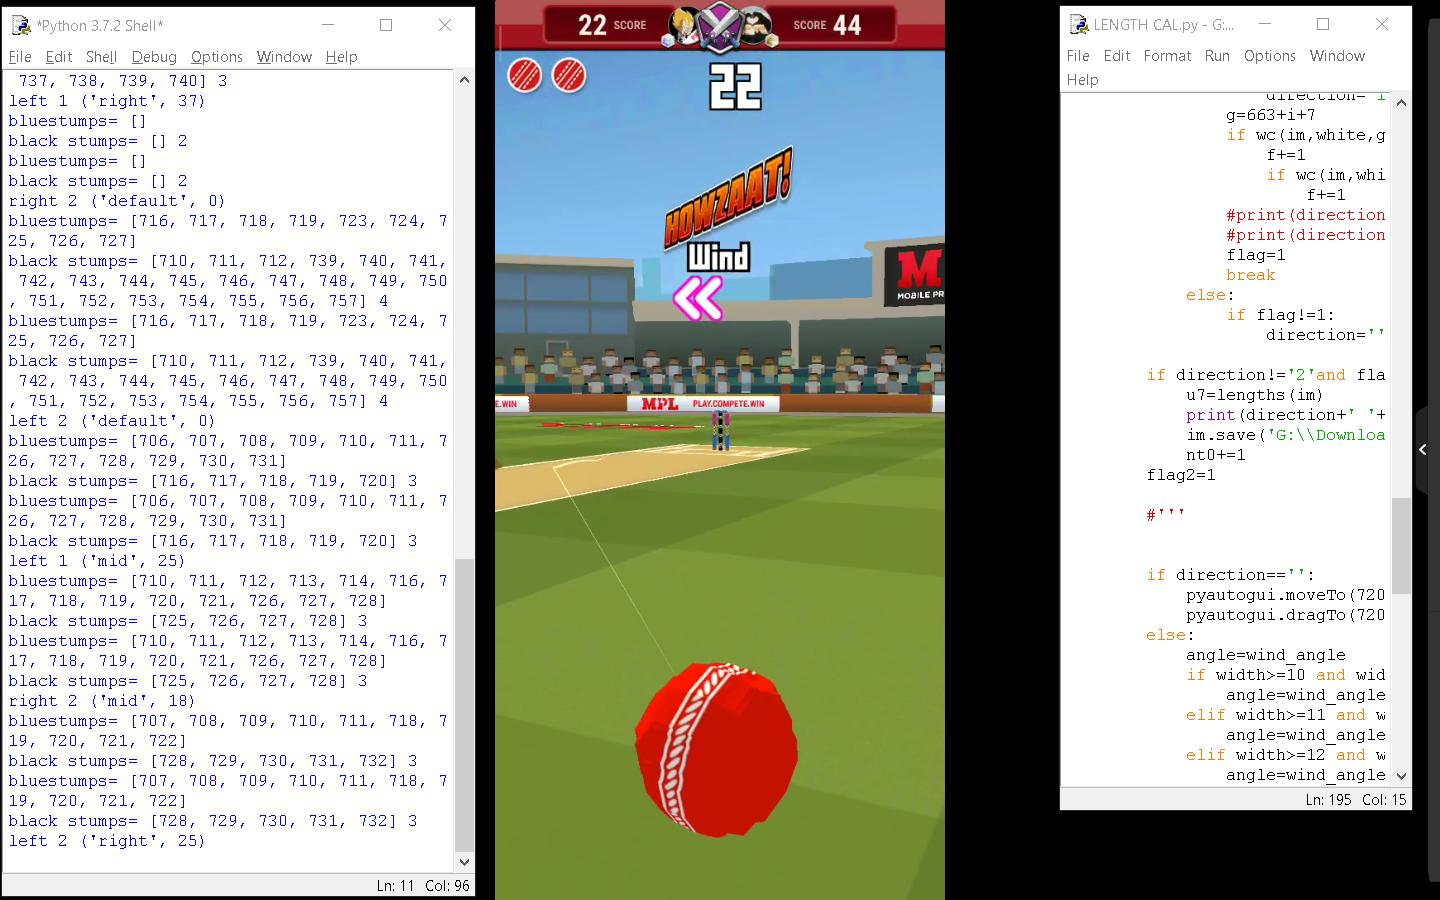 *Python 3.7.2 Shell*
File Edit Shell Debug Options Window Help
737, 738, 739, 740] 3
left 1 ('right', 37)
bluestumps= []
black stumps= [] 2
bluestumps= []
black stumps= [] 2
right 2 ('default', 0)
bluestumps= [716, 717, 718, 719, 723, 724, 7
25, 726, 727]
black stumps= [710, 711, 712, 739, 740, 741,
742, 743, 744, 745, 746, 747, 748, 749, 750
, 751, 752, 753, 754, 755, 756, 757] 4
bluestumps= [716, 717, 718, 719, 723, 724, 7
25, 726, 727]
black stumps= [710, 711, 712, 739, 740, 741,
742, 743, 744, 745, 746, 747, 748, 749, 750
, 751, 752, 753, 754, 755, 756, 757] 4
left 2 ('default', 0)
bluestumps= [706, 707, 708, 709, 710, 711, 7
26, 727, 728, 729, 730, 731]
black stumps= [716, 717, 718, 719, 720] 3
bluestumps= [706, 707, 708, 709, 710, 711, 7
26, 727, 728, 729, 730, 731]
black stumps= [716, 717, 718, 719, 720] 3
left 1 ('mid', 25)
bluestumps= [710, 711, 712, 713, 714, 716, 7
17, 718, 719, 720, 721, 726, 727, 728]
black stumps= [725, 726, 727, 728] 3
bluestumps= [710, 711, 712, 713, 714, 716, 7
17, 718, 719, 720, 721, 726, 727, 728]
black stumps= [725, 726, 727, 728] 3
right 2 ('mid', 18)
bluestumps= [707, 708, 709, 710, 711, 718, 7
19, 720, 721, 722]
black stumps= [728, 729, 730, 731, 732] 3
bluestumps= [707, 708, 709, 710, 711, 718, 7
19, 720, 721, 722]
black stumps= [728, 729, 730, 731, 732] 3
left 2 ('right', 25)
Ln: 11 Col: 96
22 SCORE
SCORE 44
22
HOWZAAT!
Wind
M
MOBILE PR
E.WIN
MPL PLAY.COMPETE.WIN
LENGTH CAL.py - G:...
File Edit Format Run Options Window
Help
direction='1
g=663+i+7
if wc(im,white,g
f+=1
if wc(im,whi
f+=1
#print(direction
#print(direction
flag=1
break
else:
if flag!=1:
direction=''
if direction!='2'and fla
u7=lengths(im)
print(direction+' '+
im.save('G:\\Downloa
nt0+=1
flag2=1
#'''
if direction=='':
pyautogui.moveTo(720
pyautogui.dragTo(720
else:
angle=wind_angle
if width>=10 and wid
angle=wind_angle
elif width>=11 and w
angle=wind_angle
elif width>=12 and w
angle=wind_angle
Ln: 195 Col: 15